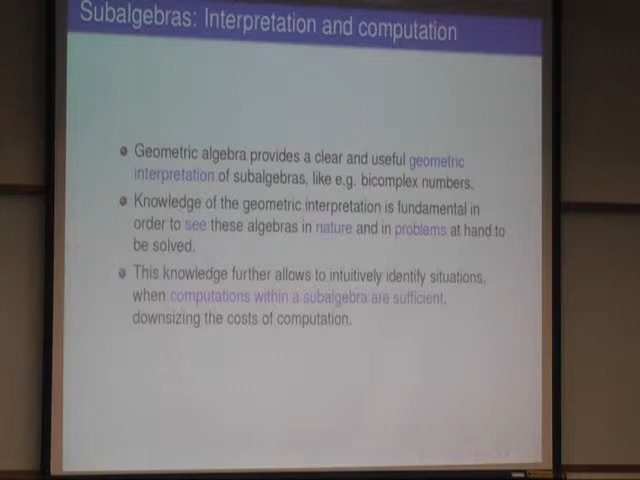 Subalgebras: Interpretation and computation
Geometric algebra provides a clear and useful geometric
interpretation of subalgebras, like e.g. bicomplex numbers.
Knowledge of the geometric interpretation is fundamental in
order to see these algebras in nature and in problems at hand to
be solved.
This knowledge further allows to intuitively identify situations,
when computations within a subalgebra are sufficient,
downsizing the costs of computation.